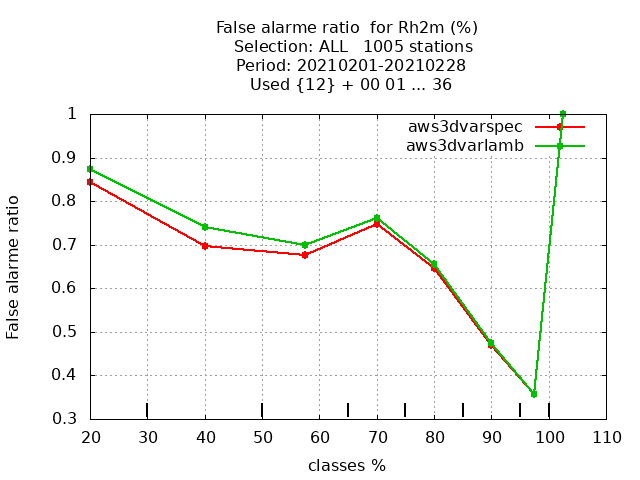 False alarme ratio  for Rh2m (%)
Selection: ALL   1005 stations
Period: 20210201-20210228
Used {12} + 00 01 ... 36
aws3dvarspec
aws3dvarlamb
False alarme ratio
1
0.9
0.8
0.7
0.6
0.5
0.4
0.3
20 30 40 50 60 70 80 90 100 110
classes %